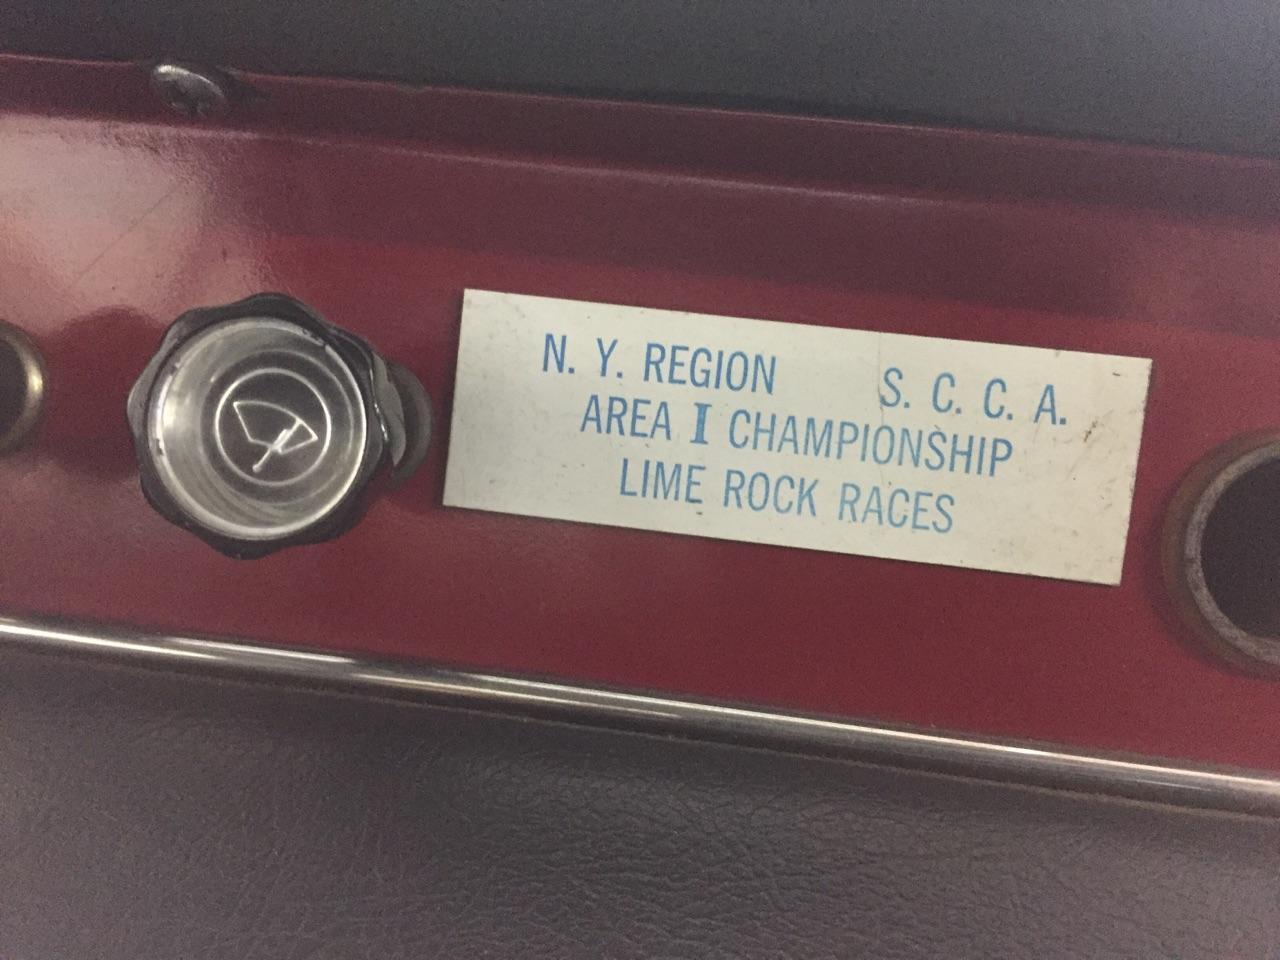 N. Y. REGION S. C. C. A.
AREA I CHAMPIONSHIP
LIME ROCK RACES